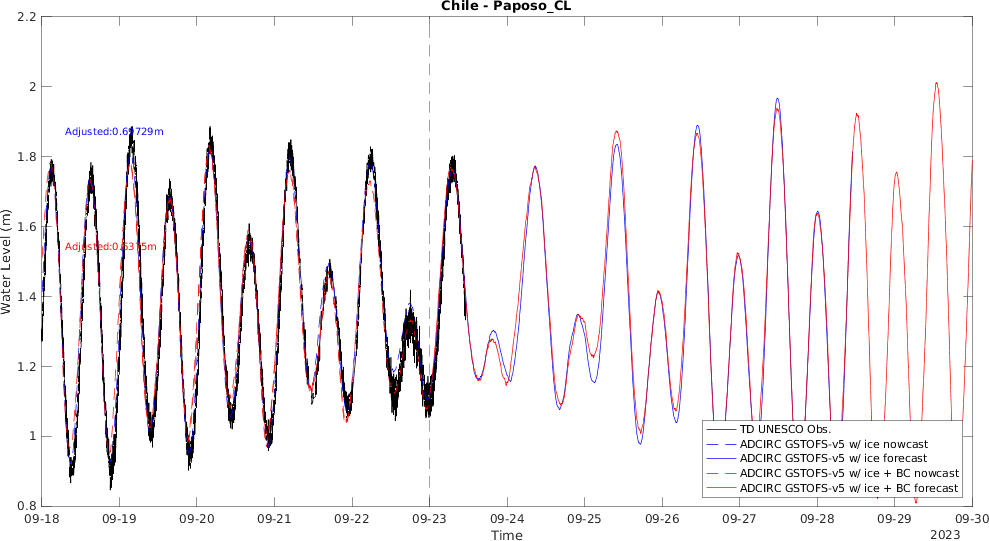 Chile - Paposo_CL
2.2
2
1.8
1.6
1.4
1.2
1
0.8
Water Level (m)
Adjusted:0.69729m
Adjusted:0.6315m
TD UNESCO Obs.
ADCIRC GSTOFS-v5 w/ ice nowcast
ADCIRC GSTOFS-v5 w/ ice forecast
ADCIRC GSTOFS-v5 w/ ice + BC nowcast
ADCIRC GSTOFS-v5 w/ ice + BC forecast
09-18 09-19 09-20 09-21 09-22 09-23 09-24 09-25 09-26 09-27 09-28 09-29 09-30
Time
2023